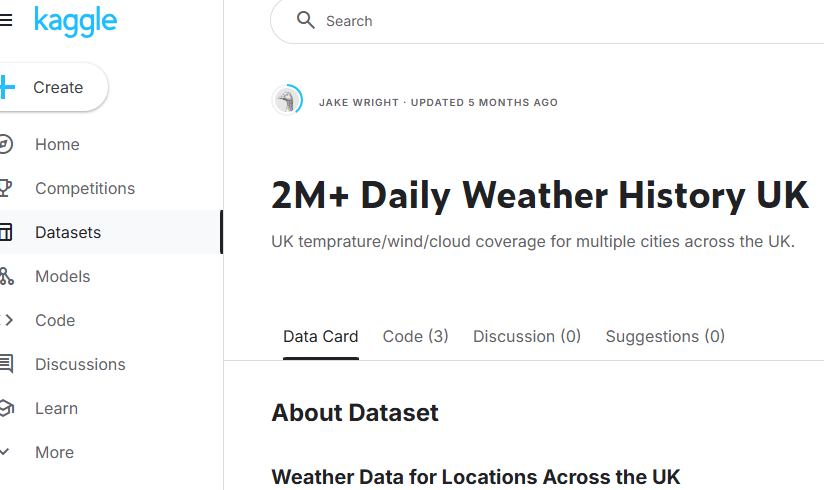 kaggle
Search
Create
JAKE WRIGHT · UPDATED 5 MONTHS AGO
Home
Competitions
2M+ Daily Weather History UK
Datasets
UK temprature/wind/cloud coverage for multiple cities across the UK.
Models
Code
Data Card Code (3) Discussion (0) Suggestions (0)
Discussions
Learn
About Dataset
More
Weather Data for Locations Across the UK